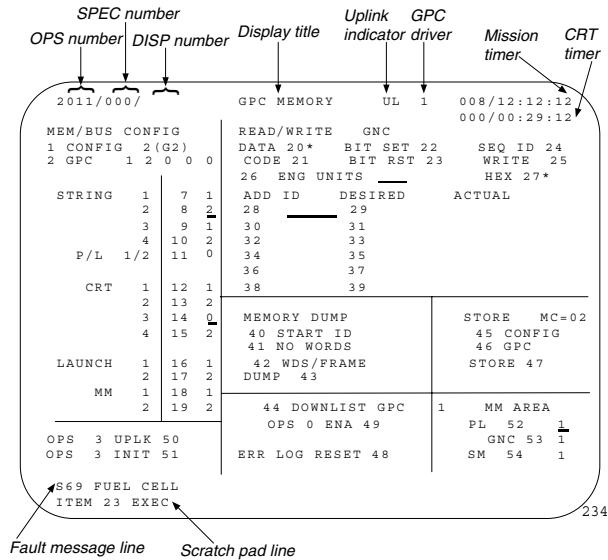 SPEC number
OPS number DISP number Display title Uplink indicator GPC driver Mission timer CRT timer
2011/000/ GPC MEMORY UL 1 008/12:12:12
000/00:29:12
MEM/BUS CONFIG READ/WRITE GNC
1 CONFIG 2(G2) DATA 20* BIT SET 22 SEQ ID 24
2 GPC 1 2 0 0 0 CODE 21 BIT RST 23 WRITE 25
26 ENG UNITS HEX 27*
STRING 1 7 1 ADD ID DESIRED ACTUAL
2 8 2 28 29
3 9 1 30 31
4 10 2 32 33
P/L 1/2 11 0 34 35
36 37
CRT 1 12 1 38 39
2 13 2
3 14 0 MEMORY DUMP STORE MC=02
4 15 2 40 START ID 45 CONFIG
41 NO WORDS 46 GPC
LAUNCH 1 16 1 42 WDS/FRAME STORE 47
2 17 2 DUMP 43
MM 1 18 1
2 19 2 44 DOWNLIST GPC 1 MM AREA
OPS 0 ENA 49 PL 52 1
OPS 3 UPLK 50 GNC 53 1
OPS 3 INIT 51 ERR LOG RESET 48 SM 54 1
S69 FUEL CELL
ITEM 23 EXEC
234
Fault message line Scratch pad line